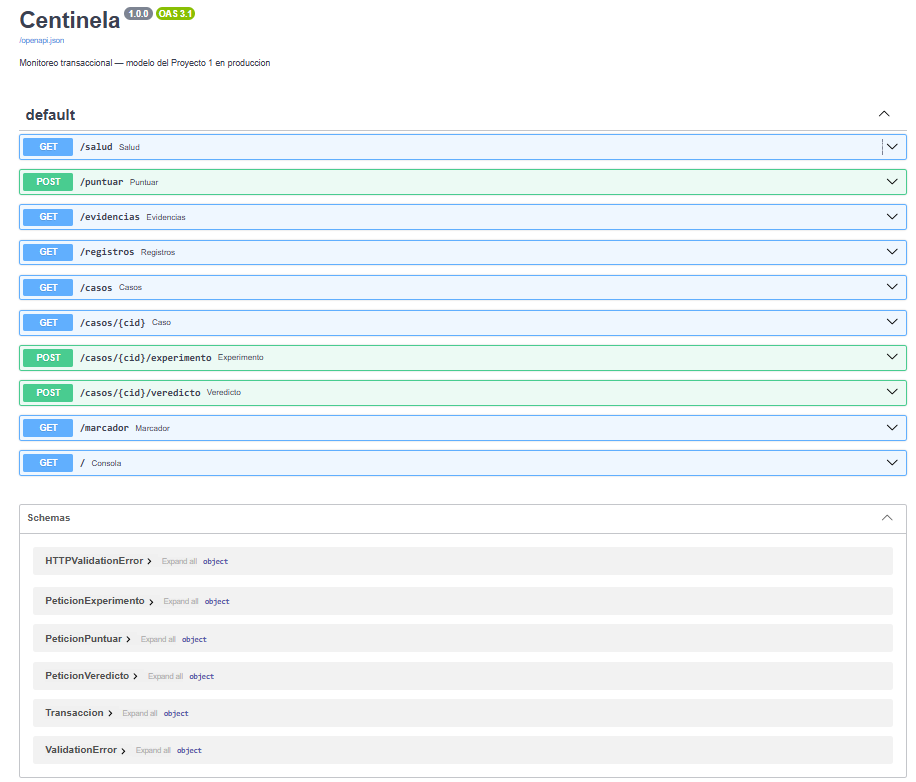 Centinela 1.0.0 OAS 3.1
/openapi.json
Monitoreo transaccional — modelo del Proyecto 1 en produccion
default
GET /salud Salud
POST /puntuar Puntuar
GET /evidencias Evidencias
GET /registros Registros
GET /casos Casos
GET /casos/{cid} Caso
POST /casos/{cid}/experimento Experimento
POST /casos/{cid}/veredicto Veredicto
GET /marcador Marcador
GET / Consola
Schemas
HTTPValidationError Expand all object
PeticionExperimento Expand all object
PeticionPuntuar Expand all object
PeticionVeredicto Expand all object
Transaccion Expand all object
ValidationError Expand all object